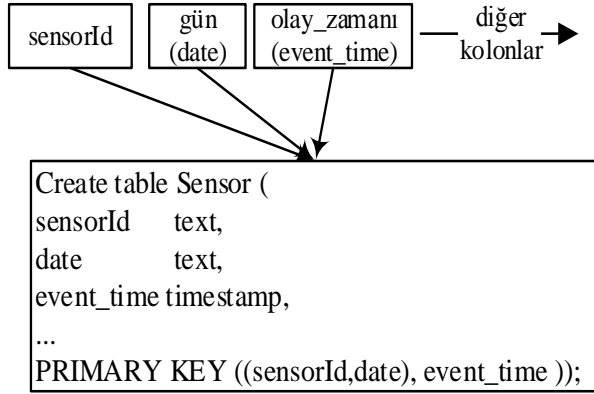 sensorId
gün
(date)
olay_zamanı
(event_time)
diğer
kolonlar
Create table Sensor (
sensorId text,
date text,
event_time timestamp,
...
PRIMARY KEY ((sensorId,date), event_time ));